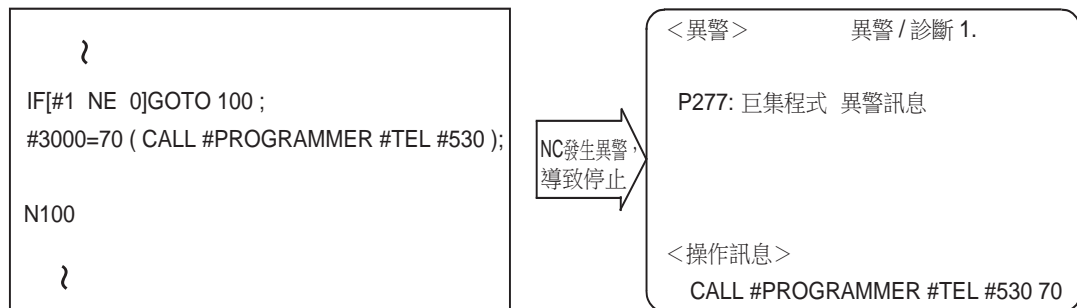 ~
IF[#1 NE 0]GOTO 100 ;
#3000=70 ( CALL #PROGRAMMER #TEL #530 );
N100
~
NC發生異警,
導致停止
<異警> 異警 / 診斷 1.
P277: 巨集程式 異警訊息
<操作訊息>
CALL #PROGRAMMER #TEL #530 70